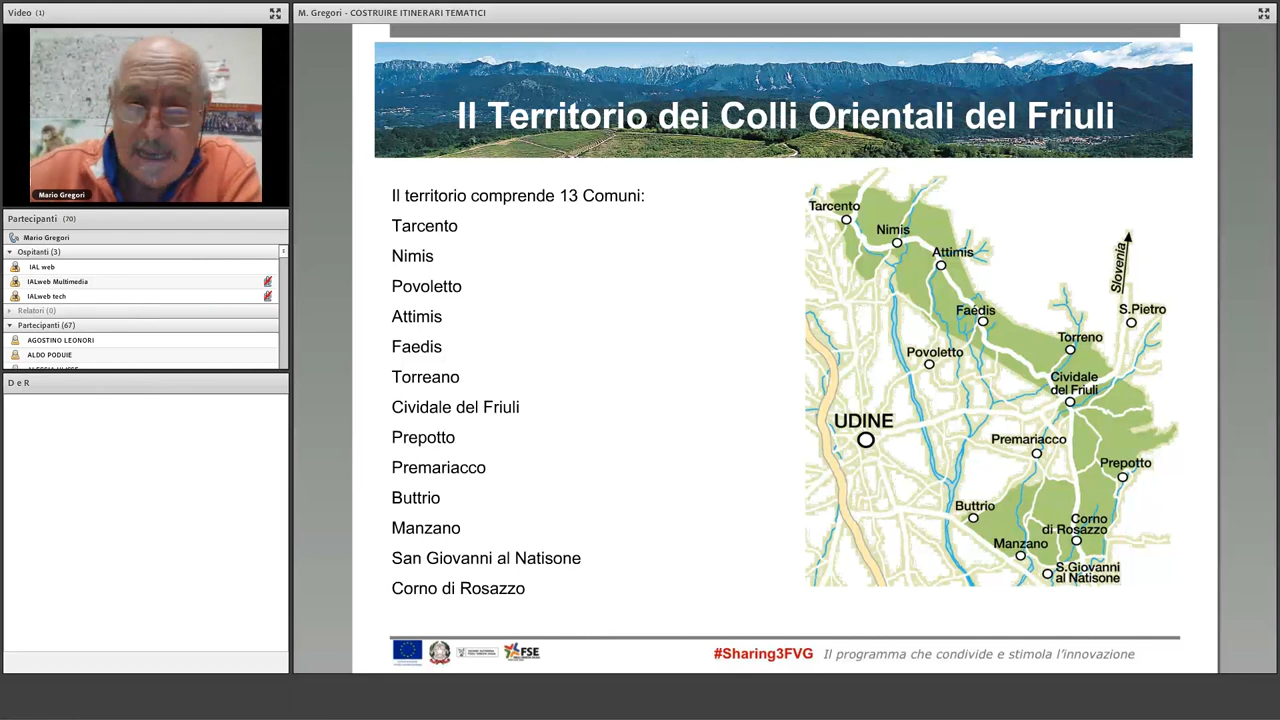 Video (1)
M. Gregori - COSTRUIRE ITINERARI TEMATICI
Mario Gregori
Partecipanti (70)
Mario Gregori
Ospitanti (3)
IAL web
IALweb Multimedia
IALweb tech
Relatori (0)
Partecipanti (67)
AGOSTINO LEONORI
ALDO PODUIE
D e R
Il Territorio dei Colli Orientali del Friuli
Il territorio comprende 13 Comuni:
Tarcento
Nimis
Povoletto
Attimis
Faedis
Torreano
Cividale del Friuli
Prepotto
Premariacco
Buttrio
Manzano
San Giovanni al Natisone
Corno di Rosazzo
Tarcento
Nimis
Attimis
Slovenia
Faedis
S.Pietro
Torreno
Povoletto
Cividale
del Friuli
UDINE
Premariacco
Prepotto
Buttrio
Corno
di Rosazzo
Manzano
S.Giovanni
al Natisone
FSE
#Sharing3FVG Il programma che condivide e stimola l'innovazione